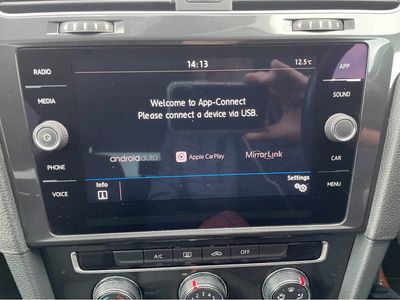 14:13
12.5°C
RADIO
APP
MEDIA
SOUND
Welcome to App-Connect
Please connect a device via USB.
PHONE
CAR
androidauto
Apple CarPlay
MirrorLink
VOICE
MENU
Info
Settings
A/C
OFF